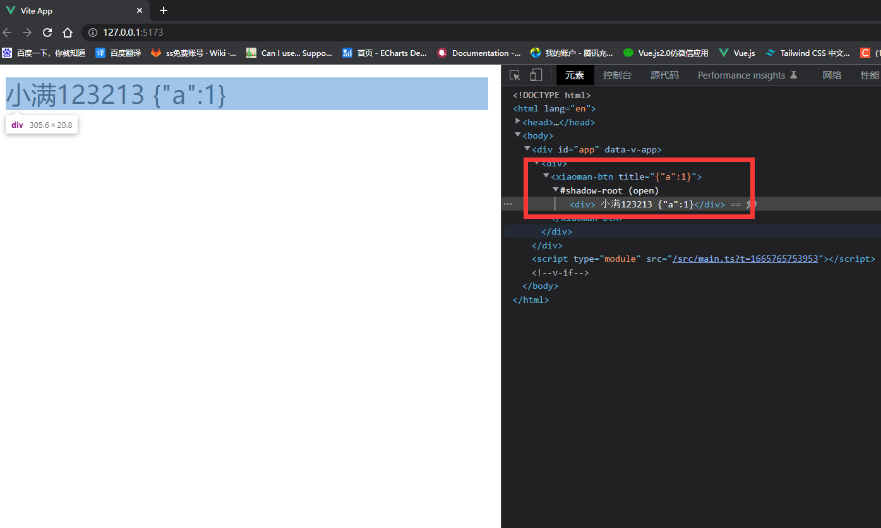 Vite App
127.0.0.1:5173
百度一下，你就知道 百度翻译 ss免费账号 · Wiki ·... Can I use... Suppo... 首页 - ECharts De... Documentation -... 我的账户 - 腾讯充... Vue.js2.0仿微信应用 Vue.js Tailwind CSS 中文...
元素 控制台 源代码 Performance insights 网络 性能
小满123213 {"a":1}
div 305.6 × 20.8
<!DOCTYPE html>
<html lang="en">
<head>…</head>
<body>
<div id="app" data-v-app>
<div>
<xiaoman-btn title="{"a":1}">
#shadow-root (open)
<div> 小满123213 {"a":1}</div> ==
</xiaoman-btn>
</div>
</div>
<script type="module" src="/src/main.ts?t=1665765753953"></script>
<!--v-if-->
</body>
</html>